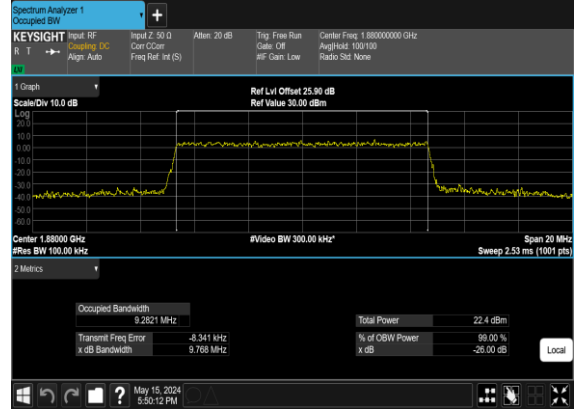 Spectrum Analyzer 1
Occupied BW
KEYSIGHT Input: RF Input Z: 50 Ω Atten: 20 dB Trig: Free Run Center Freq: 1.880000000 GHz
R T Coupling: DC Corr CCorr Gate: Off Avg|Hold: 100/100
Align: Auto Freq Ref: Int (S) #IF Gain: Low Radio Std: None
LW
1 Graph Ref Lvl Offset 25.90 dB
Scale/Div 10.0 dB Ref Value 30.00 dBm
Log
20.0
10.0
0.00
-10.0
-20.0
-30.0
-40.0
-50.0
-60.0
Center 1.88000 GHz #Video BW 300.00 kHz* Span 20 MHz
#Res BW 100.00 kHz Sweep 2.53 ms (1001 pts)
2 Metrics
Occupied Bandwidth
9.2821 MHz Total Power 22.4 dBm
Transmit Freq Error -8.341 kHz % of OBW Power 99.00 %
x dB Bandwidth 9.768 MHz x dB -26.00 dB
Local
? May 15, 2024
5:50:12 PM